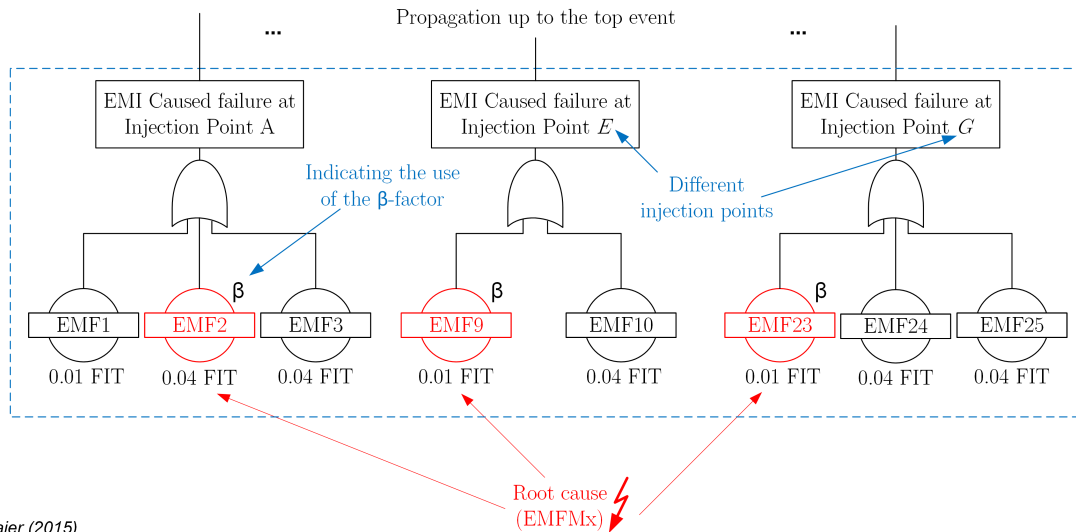 Propagation up to the top event
...
...
EMI Caused failure at
Injection Point A
EMI Caused failure at
Injection Point E
EMI Caused failure at
Injection Point G
Indicating the use
of the β-factor
Different
injection points
β
β
β
EMF1
EMF2
EMF3
EMF9
EMF10
EMF23
EMF24
EMF25
0.01 FIT
0.04 FIT
0.04 FIT
0.01 FIT
0.04 FIT
0.01 FIT
0.04 FIT
0.04 FIT
Root cause
(EMFMx)
(2015)